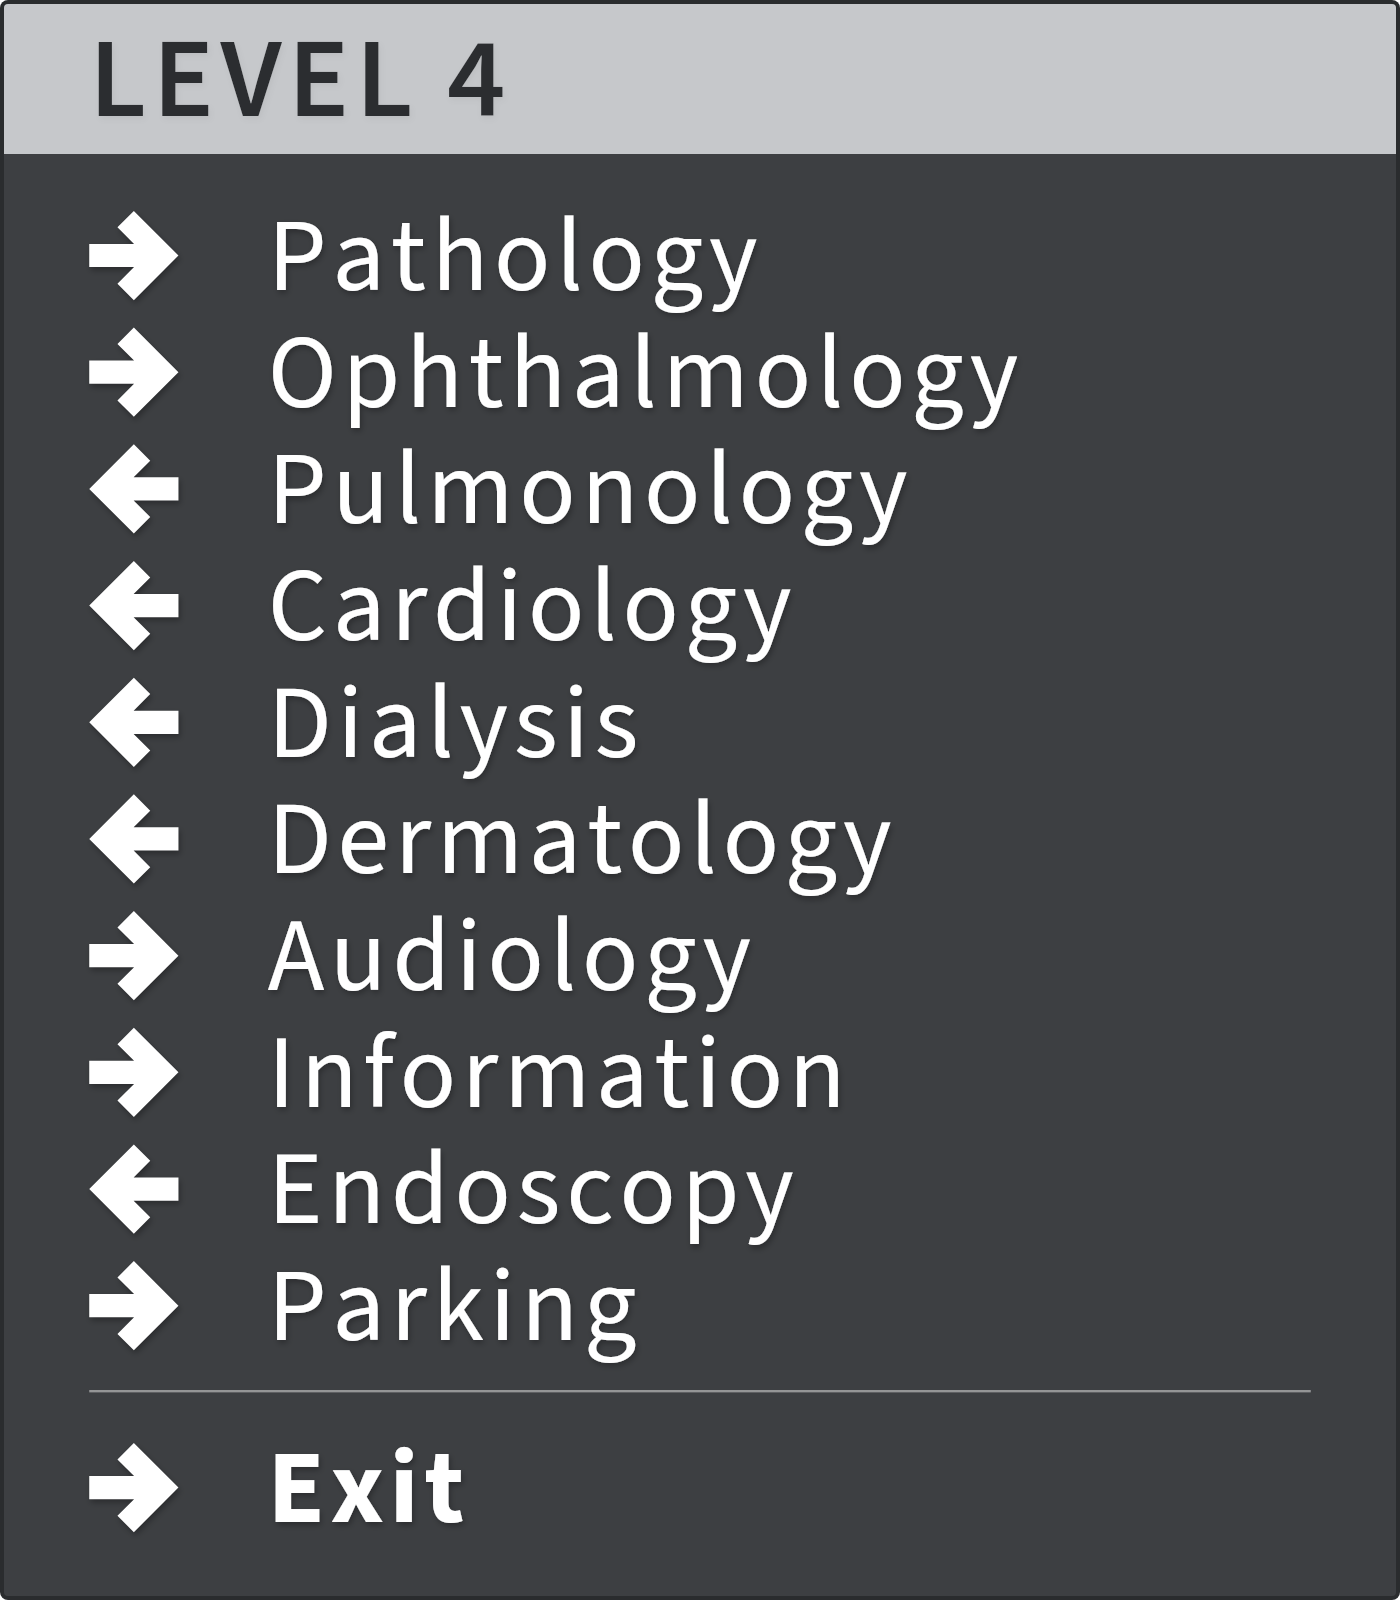 LEVEL 4
Pathology
Ophthalmology
Pulmonology
Cardiology
Dialysis
Dermatology
Audiology
Information
Endoscopy
Parking
Exit